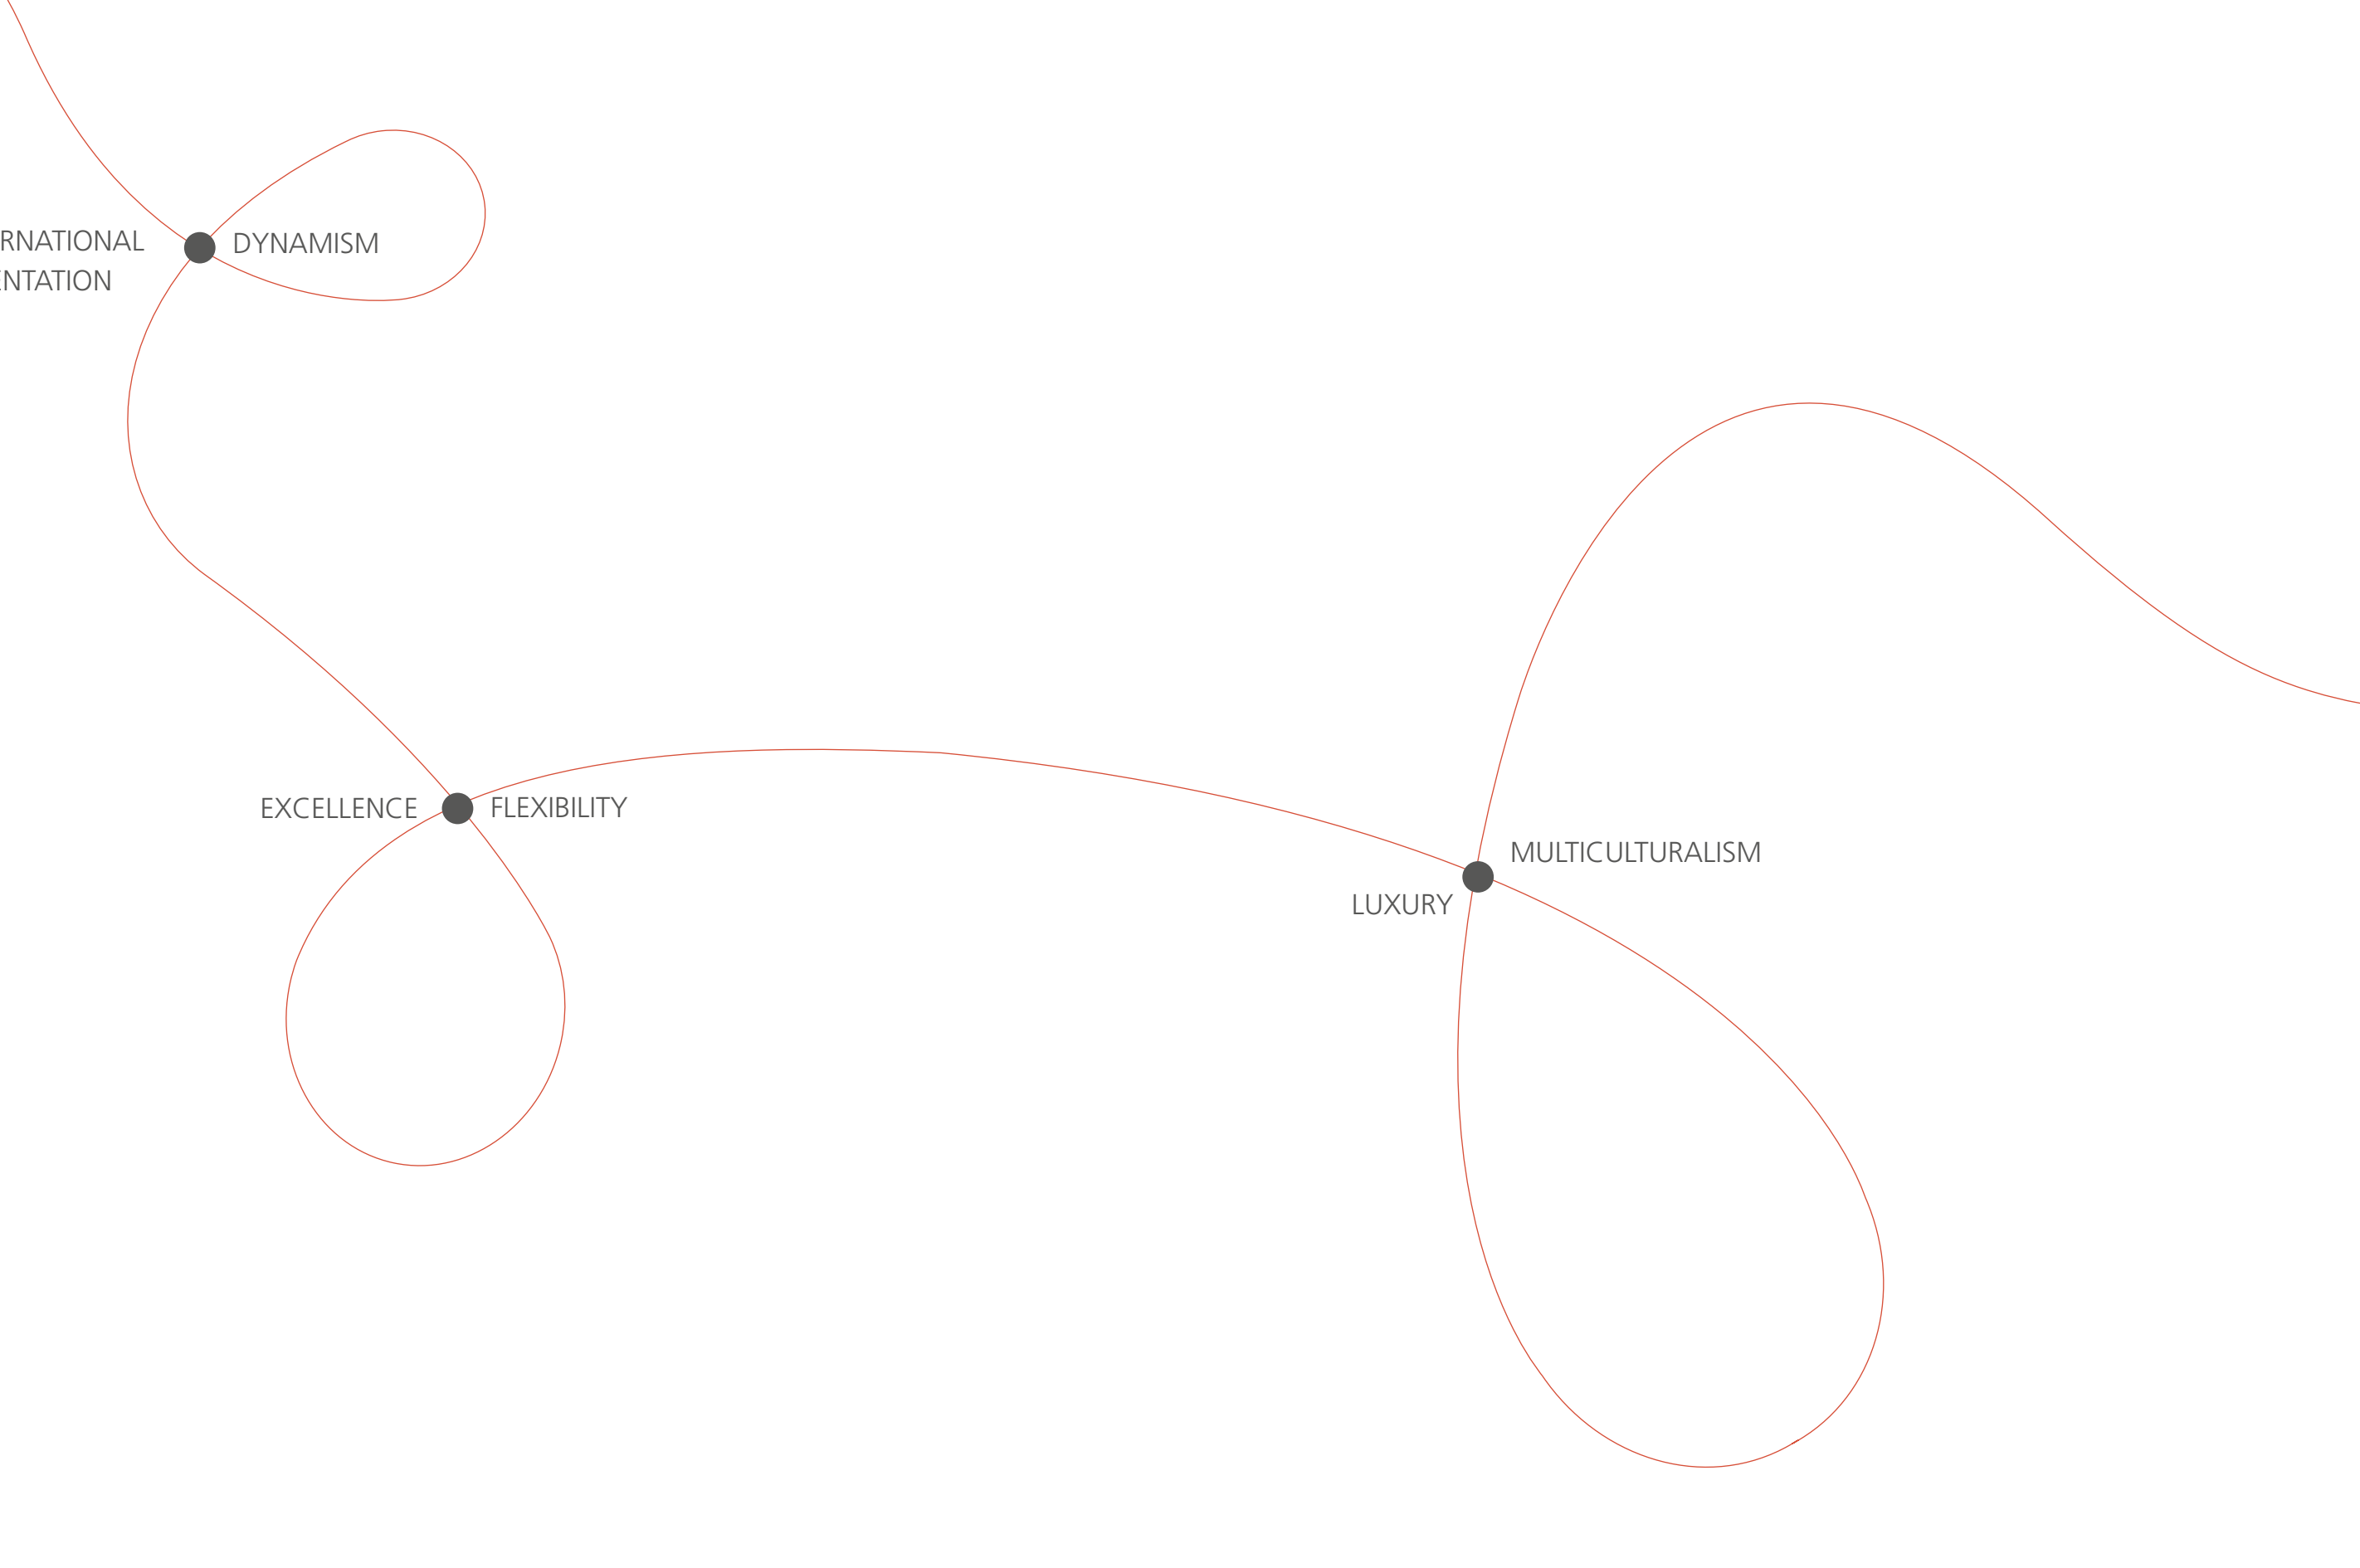 RNATIONAL
DYNAMISM
NTATION
EXCELLENCE
FLEXIBILITY
MULTICULTURALISM
LUXURY